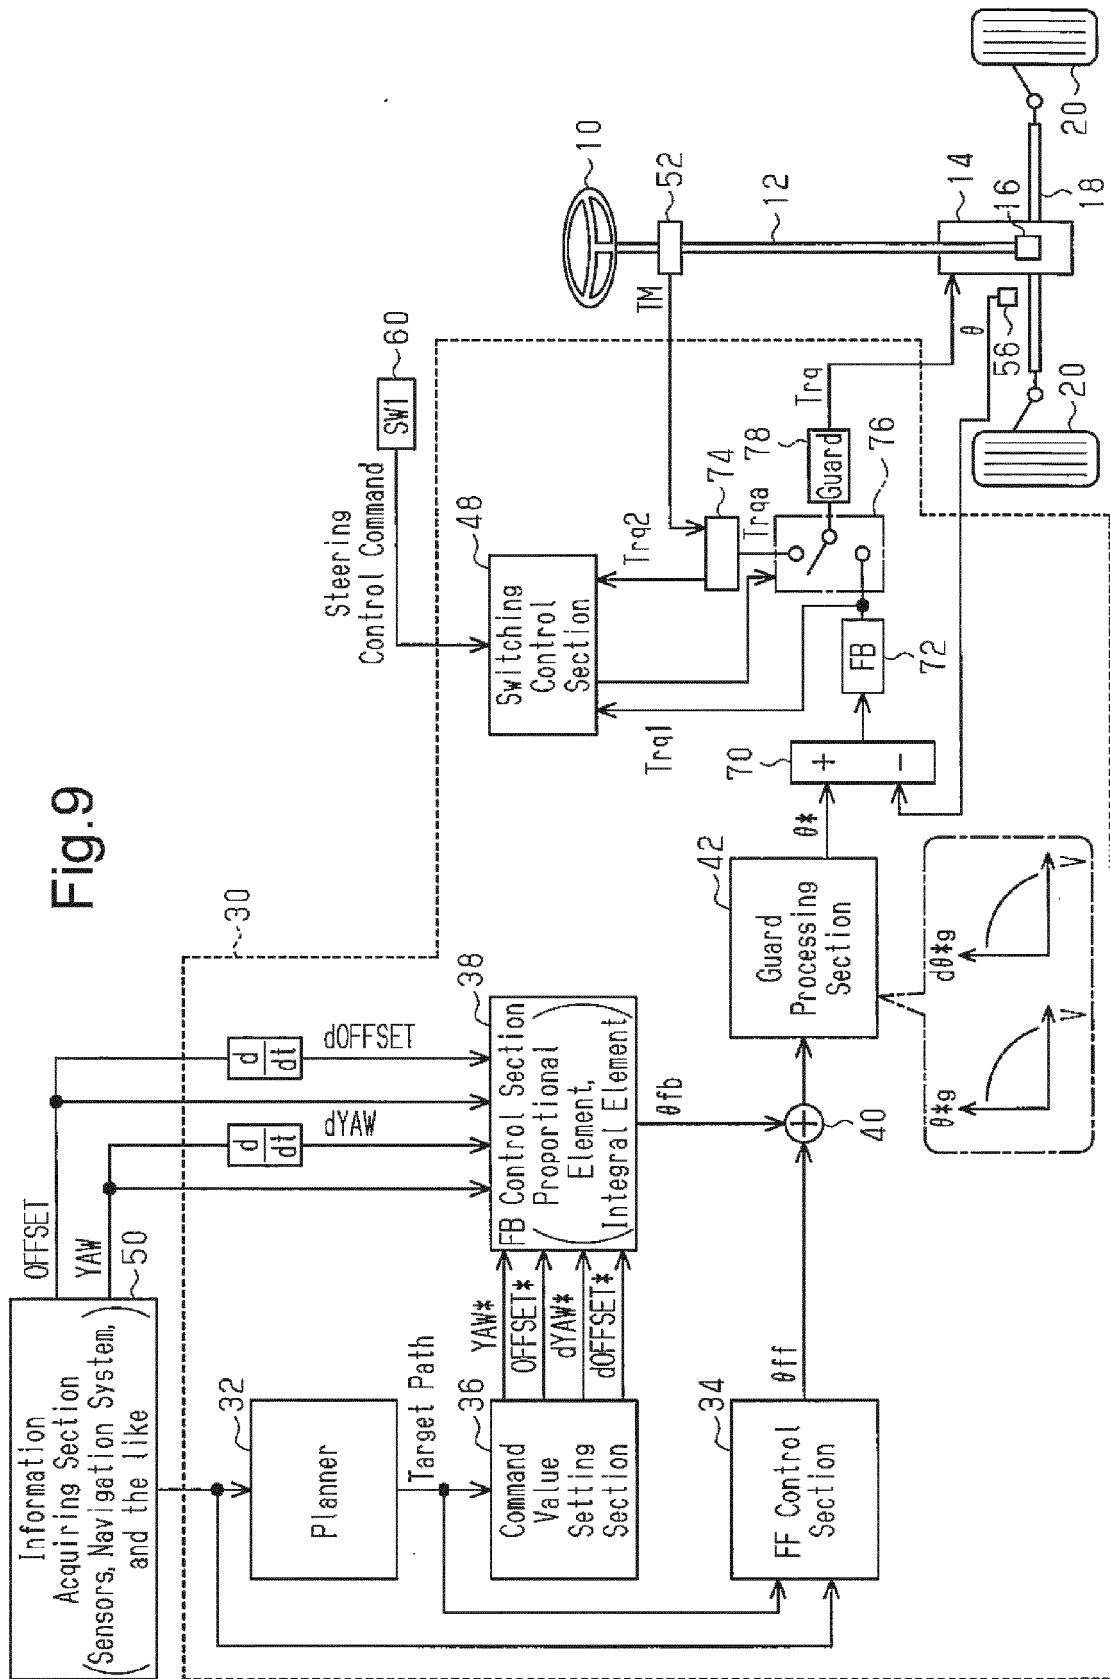 Fig.9
Information
Acquiring Section
(Sensors, Navigation System,
and the like)
50
OFFSET
YAW
30
d
dt
dOFFSET
d
dt
dYAW
32
Planner
Target Path
36
Command
Value
Setting
Section
YAW*
OFFSET*
dYAW*
dOFFSET*
38
FB Control Section
(Proportional
Element,
Integral Element)
θfb
34
FF Control
Section
θff
+
40
42
Guard
Processing
Section
θ*
θ*g
V
dθ*g
V
70
+
−
FB
72
Trq1
48
Switching
Control
Section
Steering
Control Command
SW1
60
Trq2
74
Trqa
76
Guard
78
Trq
TM
52
10
12
14
16
18
θ
56
20
20